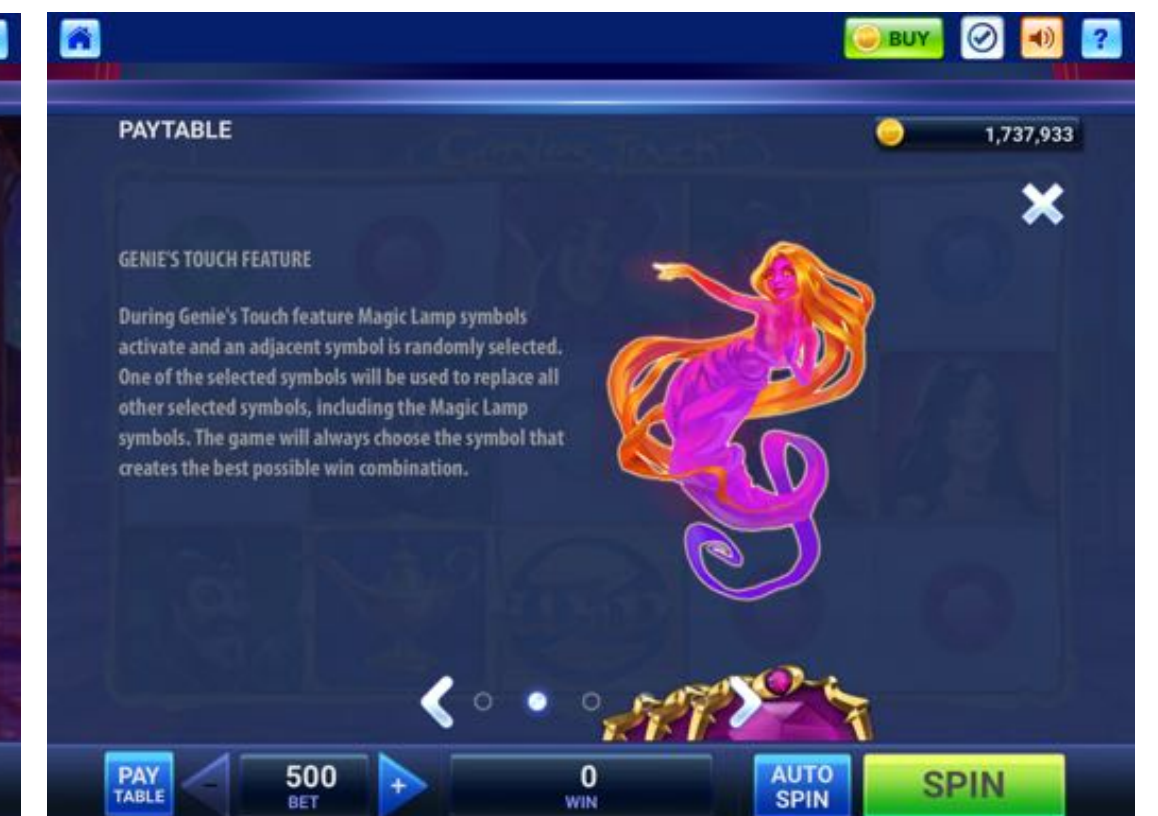 BUY
?
PAYTABLE
1,737,933
GENIE'S TOUCH FEATURE
During Genie's Touch feature Magic Lamp symbols
activate and an adjacent symbol is randomly selected.
One of the selected symbols will be used to replace all
other selected symbols, including the Magic Lamp
symbols. The game will always choose the symbol that
creates the best possible win combination.
PAY
TABLE
-
500
BET
+
0
WIN
AUTO
SPIN
SPIN